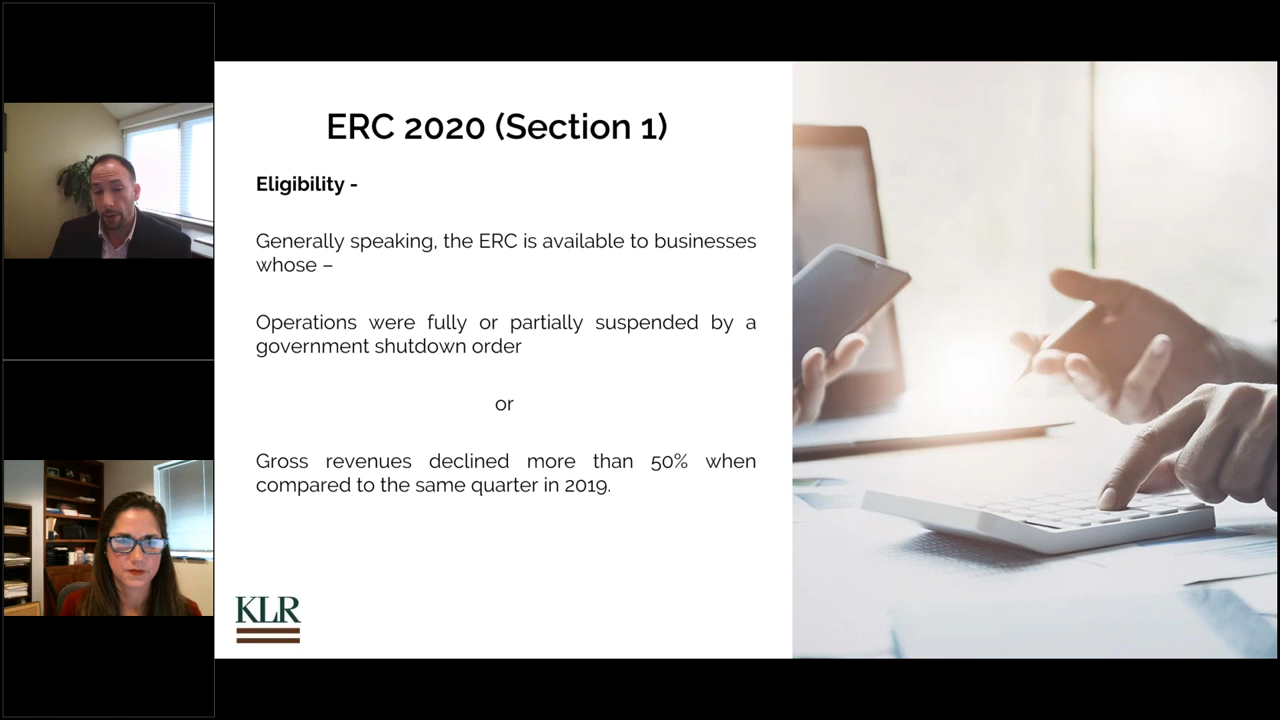 ERC 2020 (Section 1)
Eligibility -
Generally speaking, the ERC is available to businesses
whose –
Operations were fully or partially suspended by a
government shutdown order
or
Gross revenues declined more than 50% when
compared to the same quarter in 2019.
KLR